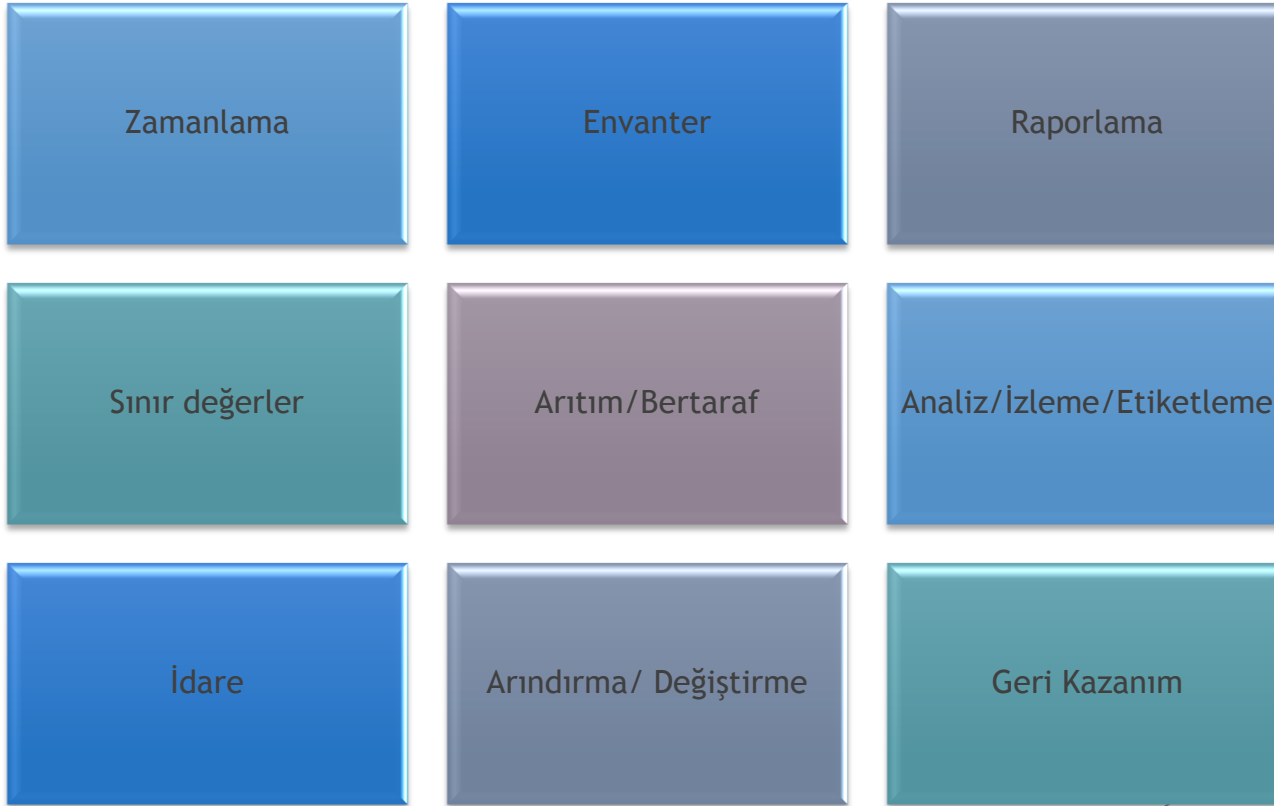 Zamanlama
Envanter
Raporlama
Sınır değerler
Arıtım/Bertaraf
Analiz/İzleme/Etiketleme
İdare
Arındırma/ Değiştirme
Geri Kazanım